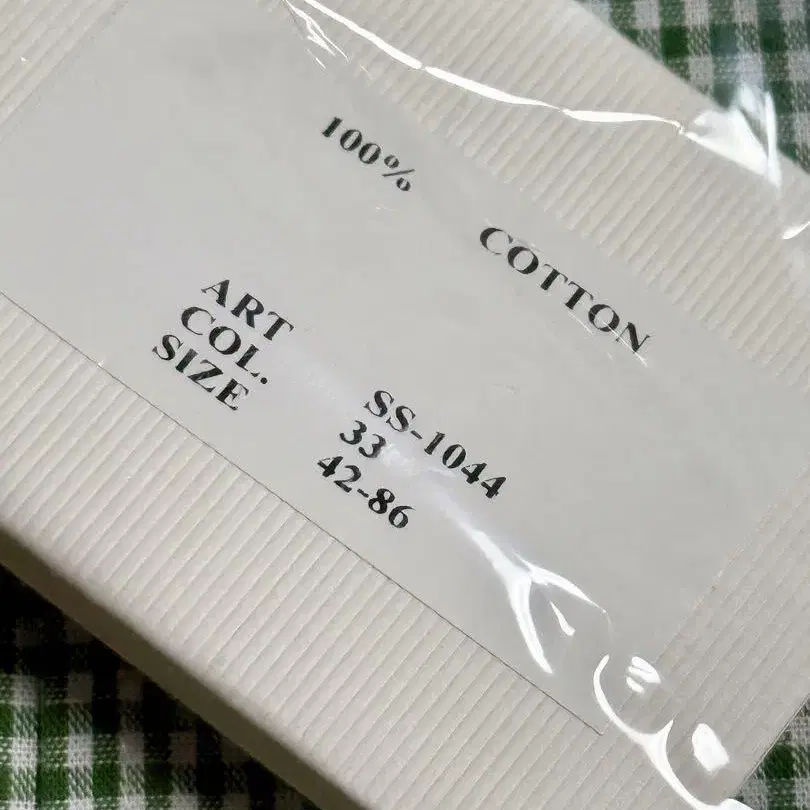 100% COTTON
ART SS-1044
COL. 33
SIZE 42-86